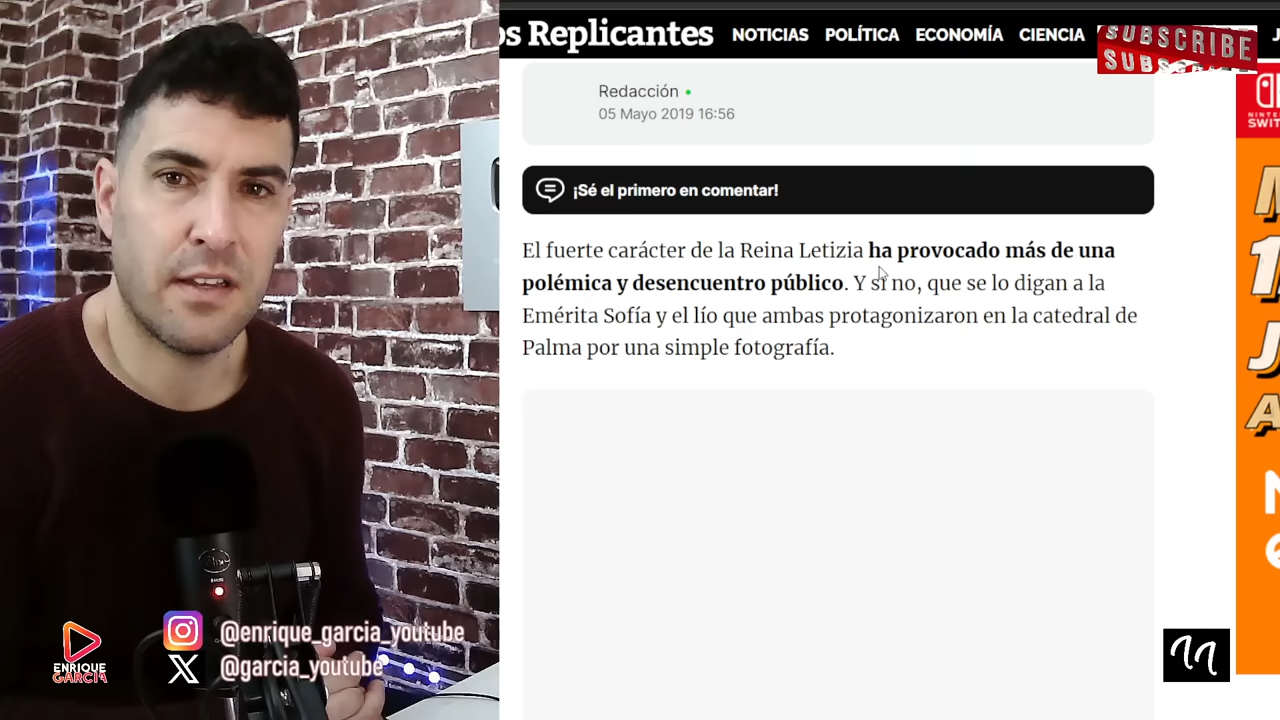 os Replicantes
NOTICIAS POLÍTICA ECONOMÍA CIENCIA
SUBSCRIBE
Redacción
05 Mayo 2019 16:56
¡Sé el primero en comentar!
El fuerte carácter de la Reina Letizia ha provocado más de una
polémica y desencuentro público. Y si no, que se lo digan a la
Emérita Sofía y el lío que ambas protagonizaron en la catedral de
Palma por una simple fotografía.
@enrique_garcia_youtube
@garcia_youtube
ENRIQUE
GARCIA